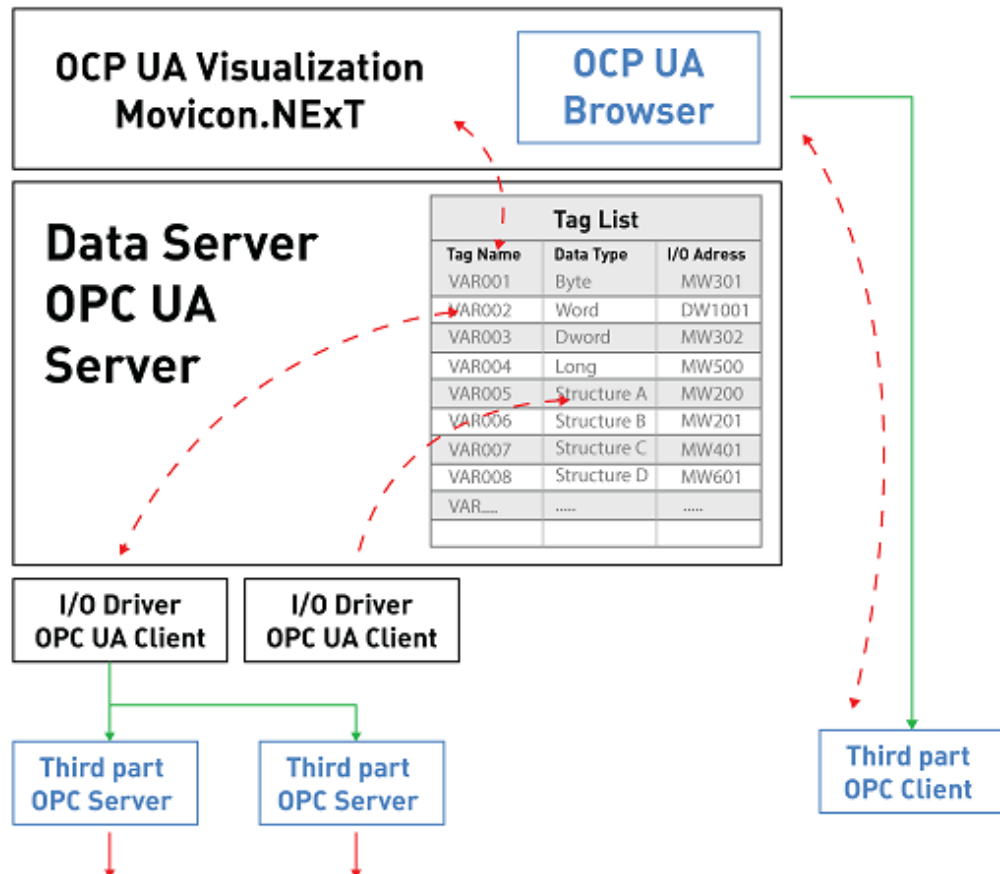 OCP UA Visualization
Movicon.NExT
OCP UA
Browser
Data Server
OPC UA
Server
Tag List
Tag Name Data Type I/O Adress
VAR001 Byte MW301
VAR002 Word DW1001
VAR003 Dword MW302
VAR004 Long MW500
VAR005 Structure A MW200
VAR006 Structure B MW201
VAR007 Structure C MW401
VAR008 Structure D MW601
VAR.... ..... .....
I/O Driver
OPC UA Client
I/O Driver
OPC UA Client
Third part
OPC Server
Third part
OPC Server
Third part
OPC Client